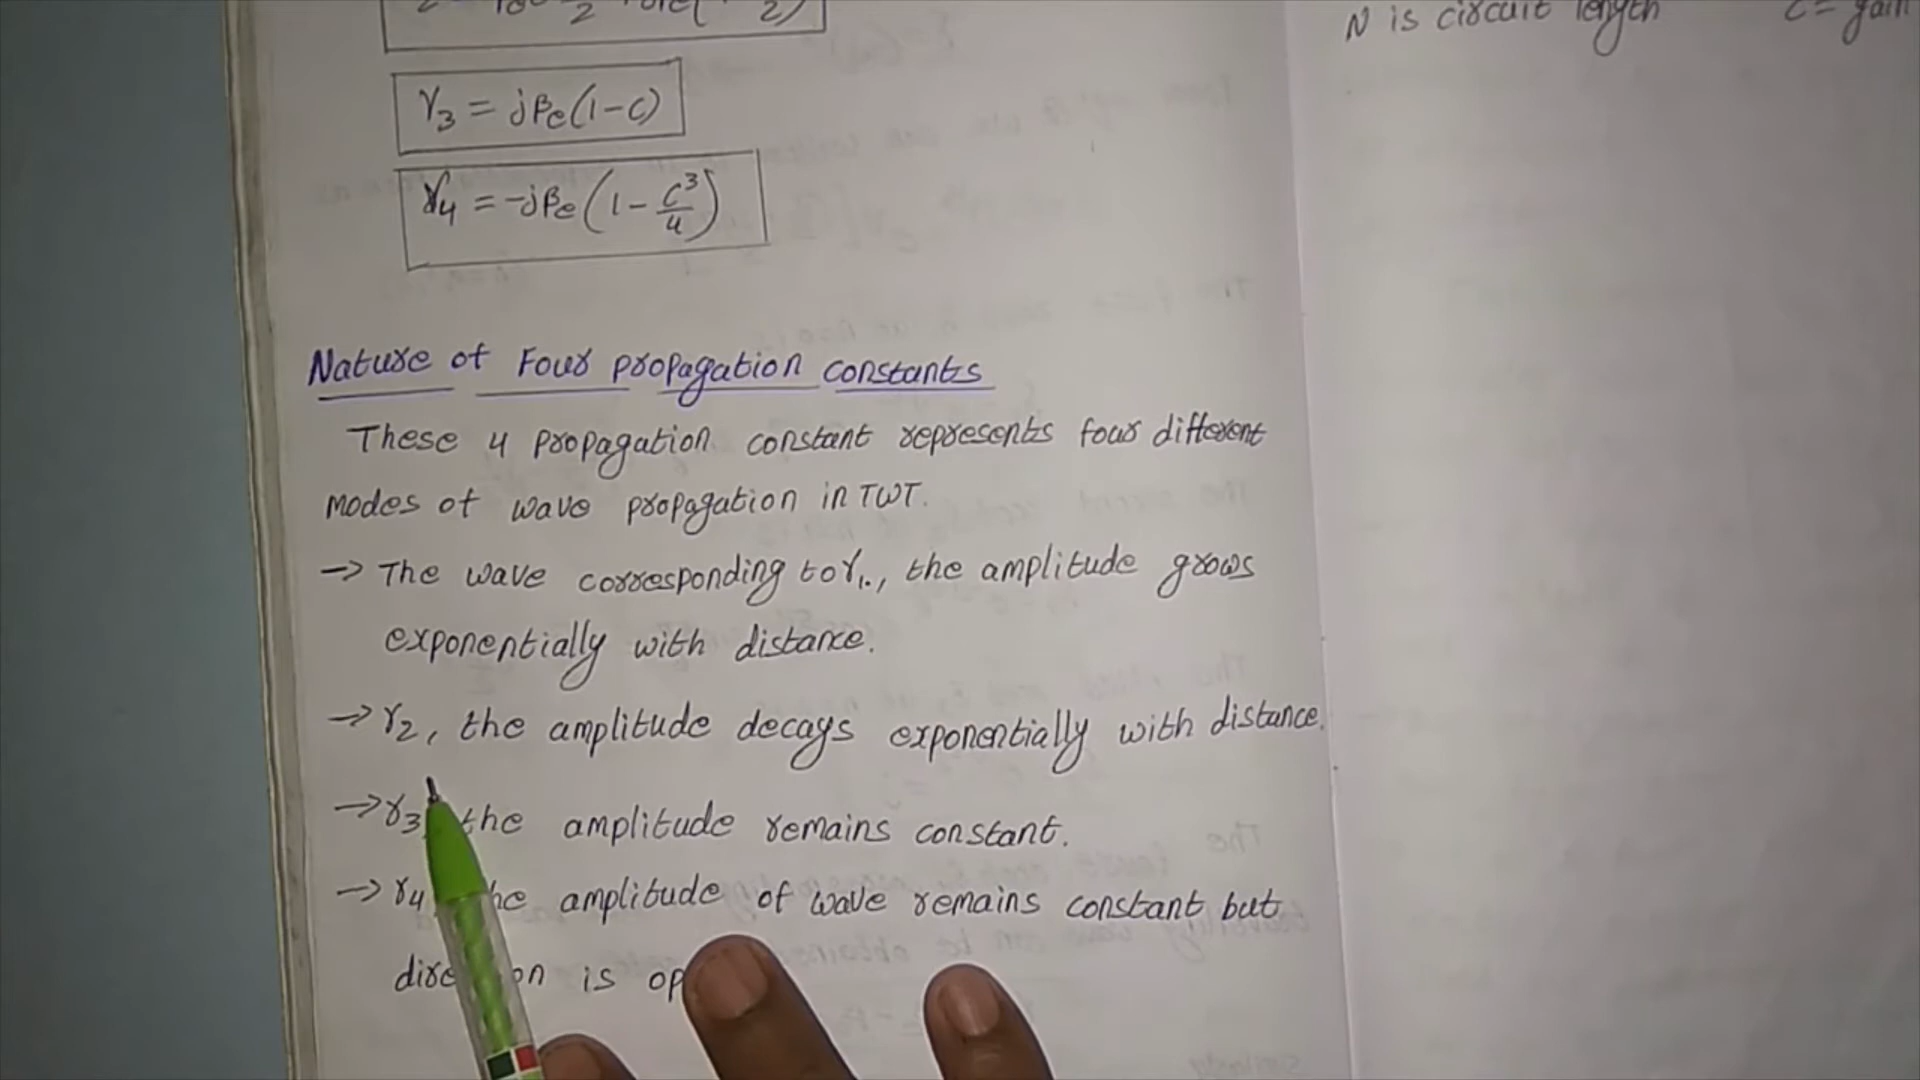 N is circuit length
γ3 = jβe(1-c)
γ4 = -jβe(1 - c³/4)
Nature of Four propagation constants
These 4 propagation constant represents four different
modes of wave propagation in TWT.
→ The wave corresponding to γ1., the amplitude grows
exponentially with distance.
→ γ2, the amplitude decays exponentially with distance.
→ γ3, the amplitude remains constant.
→ γ4, the amplitude of wave remains constant but
is